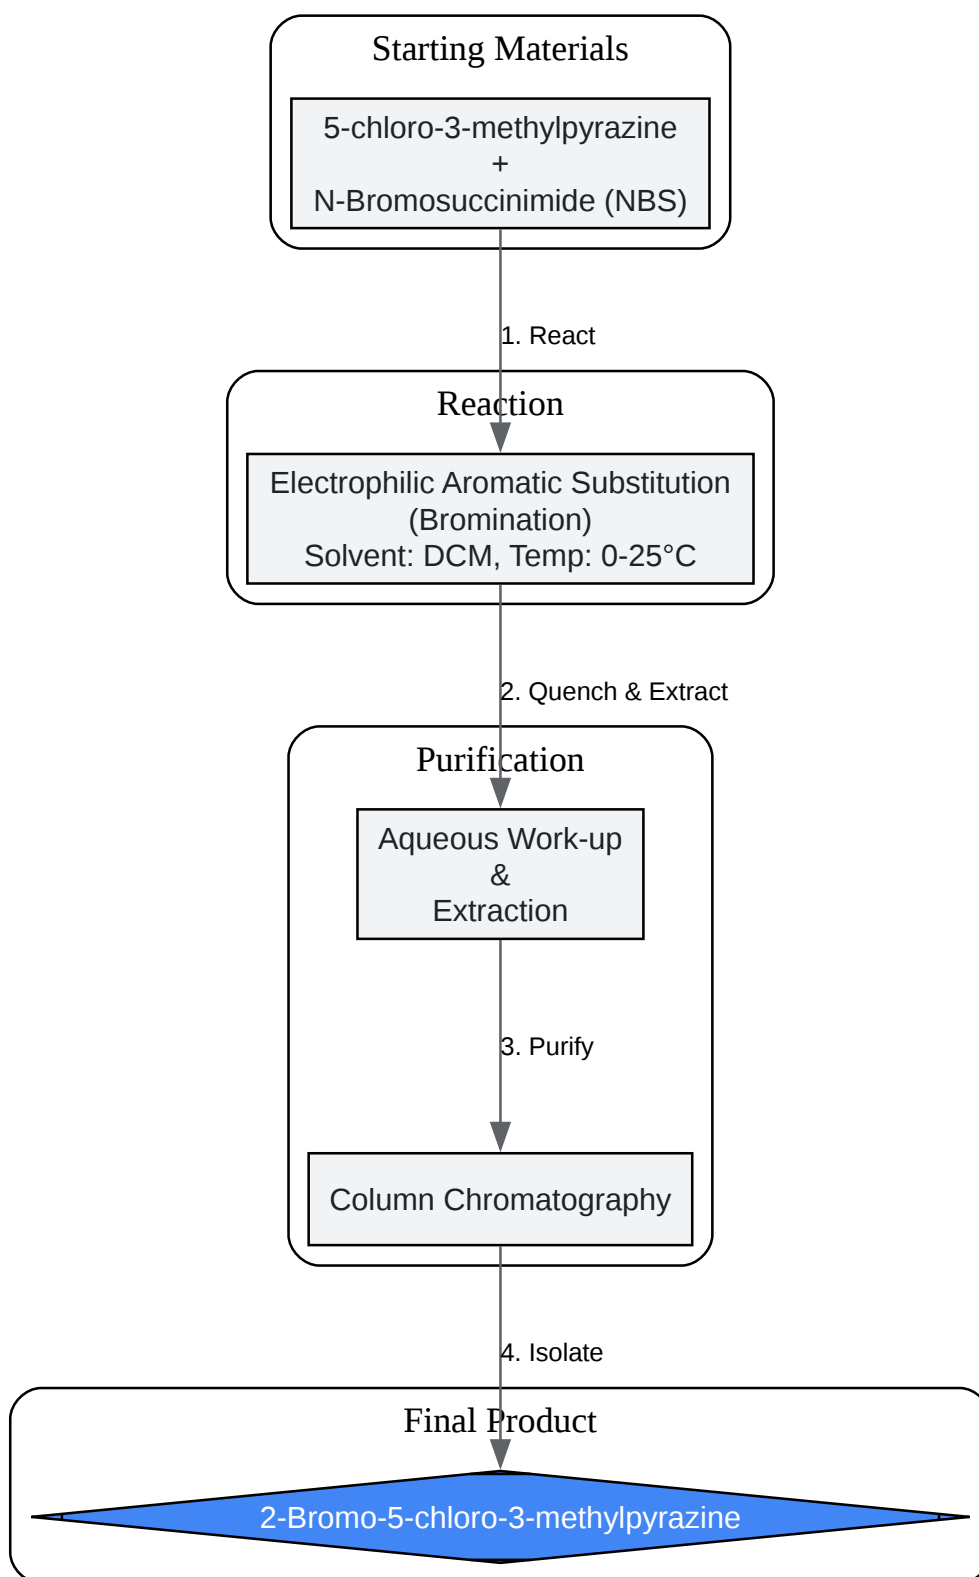 Starting Materials
5-chloro-3-methylpyrazine
+
N-Bromosuccinimide (NBS)
1. React
Reaction
Electrophilic Aromatic Substitution
(Bromination)
Solvent: DCM, Temp: 0-25°C
2. Quench & Extract
Purification
Aqueous Work-up
&
Extraction
3. Purify
Column Chromatography
4. Isolate
Final Product
2-Bromo-5-chloro-3-methylpyrazine